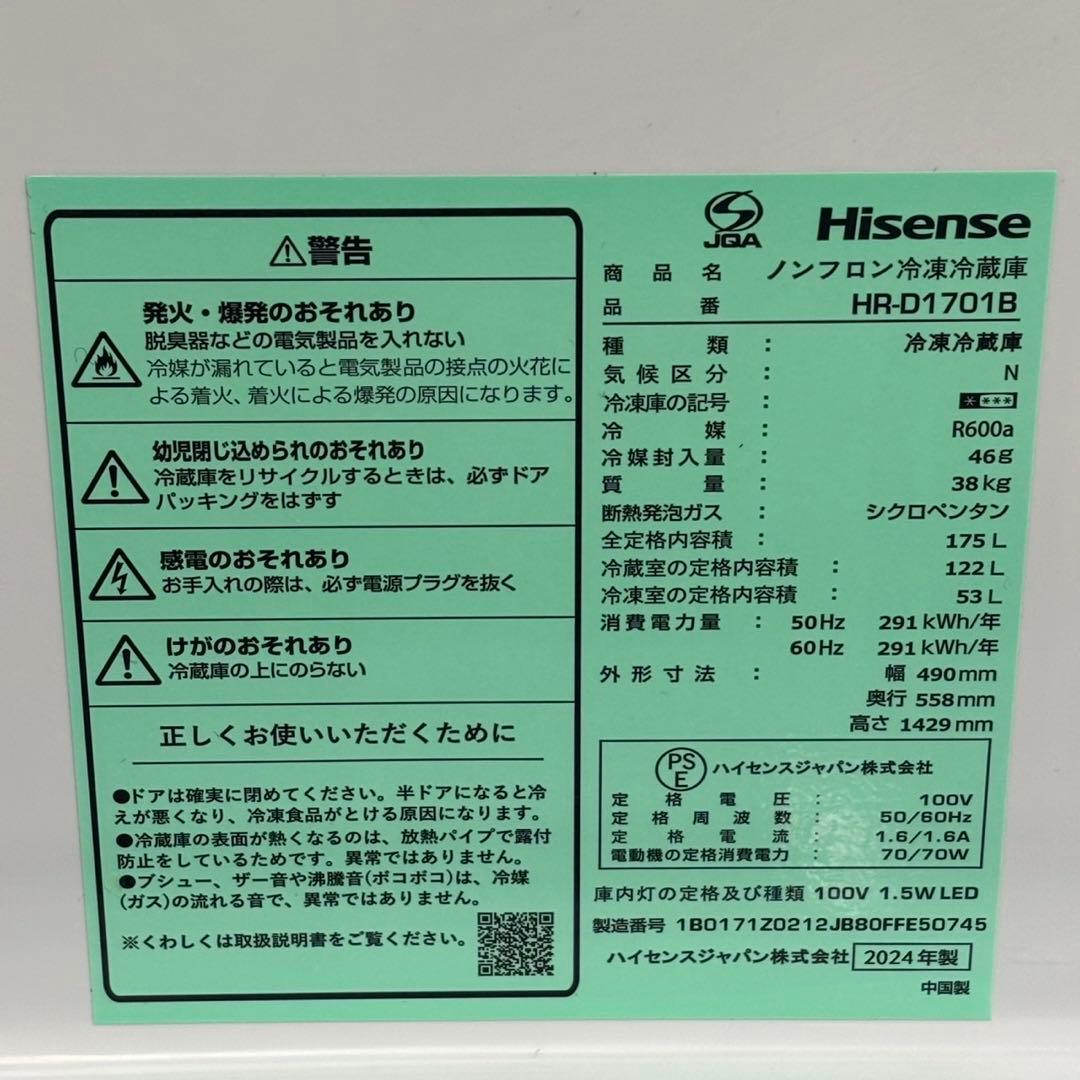 ⚠警告
発火・爆発のおそれあり
脱臭器などの電気製品を入れない
冷媒が漏れていると電気製品の接点の火花に
よる着火、着火による爆発の原因になります。
幼児閉じ込められのおそれあり
冷蔵庫をリサイクルするときは、必ずドア
パッキングをはずす
感電のおそれあり
お手入れの際は、必ず電源プラグを抜く
けがのおそれあり
冷蔵庫の上にのらない
正しくお使いいただくために
●ドアは確実に閉めてください。半ドアになると冷
えが悪くなり、冷凍食品がとける原因になります。
●冷蔵庫の表面が熱くなるのは、放熱パイプで露付
防止をしているためです。異常ではありません。
●ブシュー、ザー音や沸騰音(ボコボコ)は、冷媒
(ガス)の流れる音で、異常ではありません。
※くわしくは取扱説明書をご覧ください。
JQA Hisense
商品名 ノンフロン冷凍冷蔵庫
品番 HR-D1701B
種類 : 冷凍冷蔵庫
気候区分 : N
冷凍庫の記号 : ****
冷媒 : R600a
冷媒封入量 : 46g
質量 : 38kg
断熱発泡ガス : シクロペンタン
全定格内容積 : 175L
冷蔵室の定格内容積 : 122L
冷凍室の定格内容積 : 53L
消費電力量 : 50Hz 291kWh/年
60Hz 291kWh/年
外形寸法 : 幅 490mm
奥行 558mm
高さ 1429mm
PSE ハイセンスジャパン株式会社
定格電圧 : 100V
定格周波数 : 50/60Hz
定格電流 : 1.6/1.6A
電動機の定格消費電力 : 70/70W
庫内灯の定格及び種類 100V 1.5W LED
製造番号 1B0171Z0212JB80FFE50745
ハイセンスジャパン株式会社 2024年製
中国製